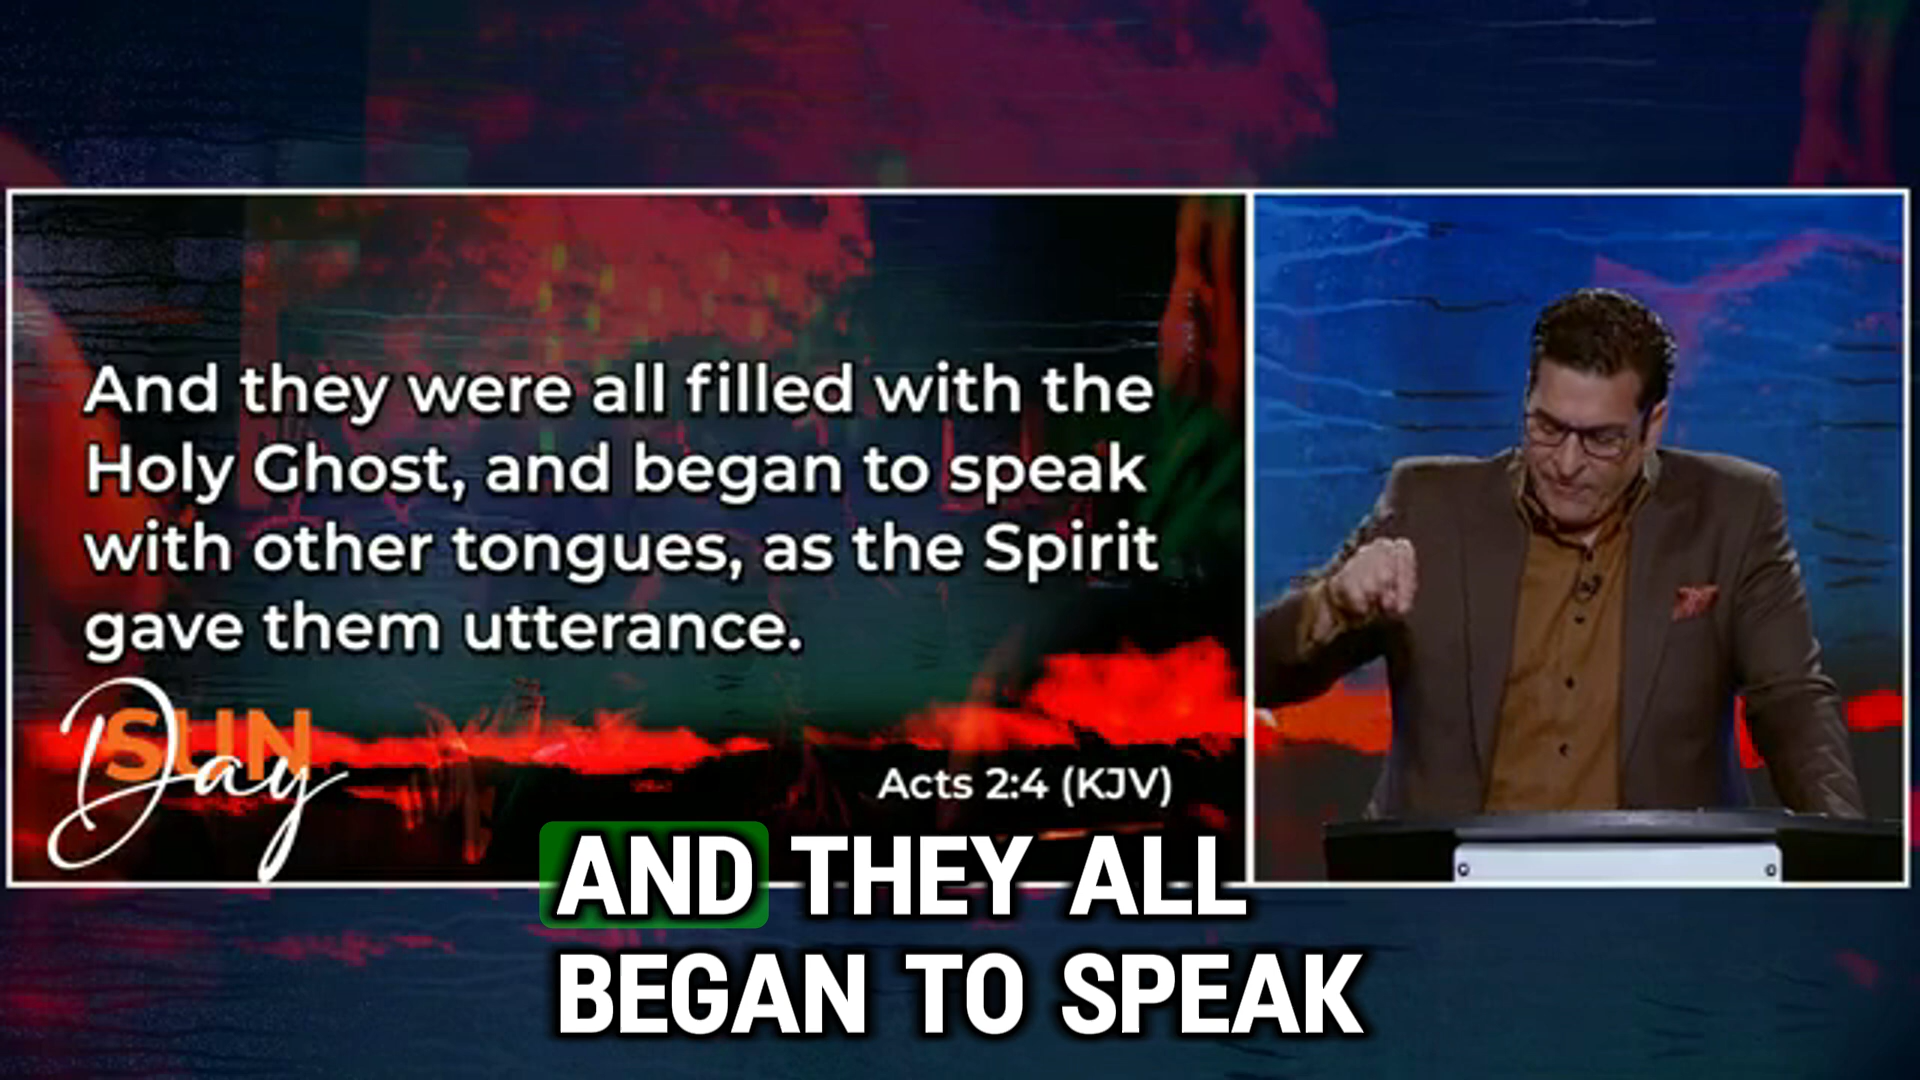 And they were all filled with the
Holy Ghost, and began to speak
with other tongues, as the Spirit
gave them utterance.
SUN
Day
Acts 2:4 (KJV)
AND THEY ALL
BEGAN TO SPEAK